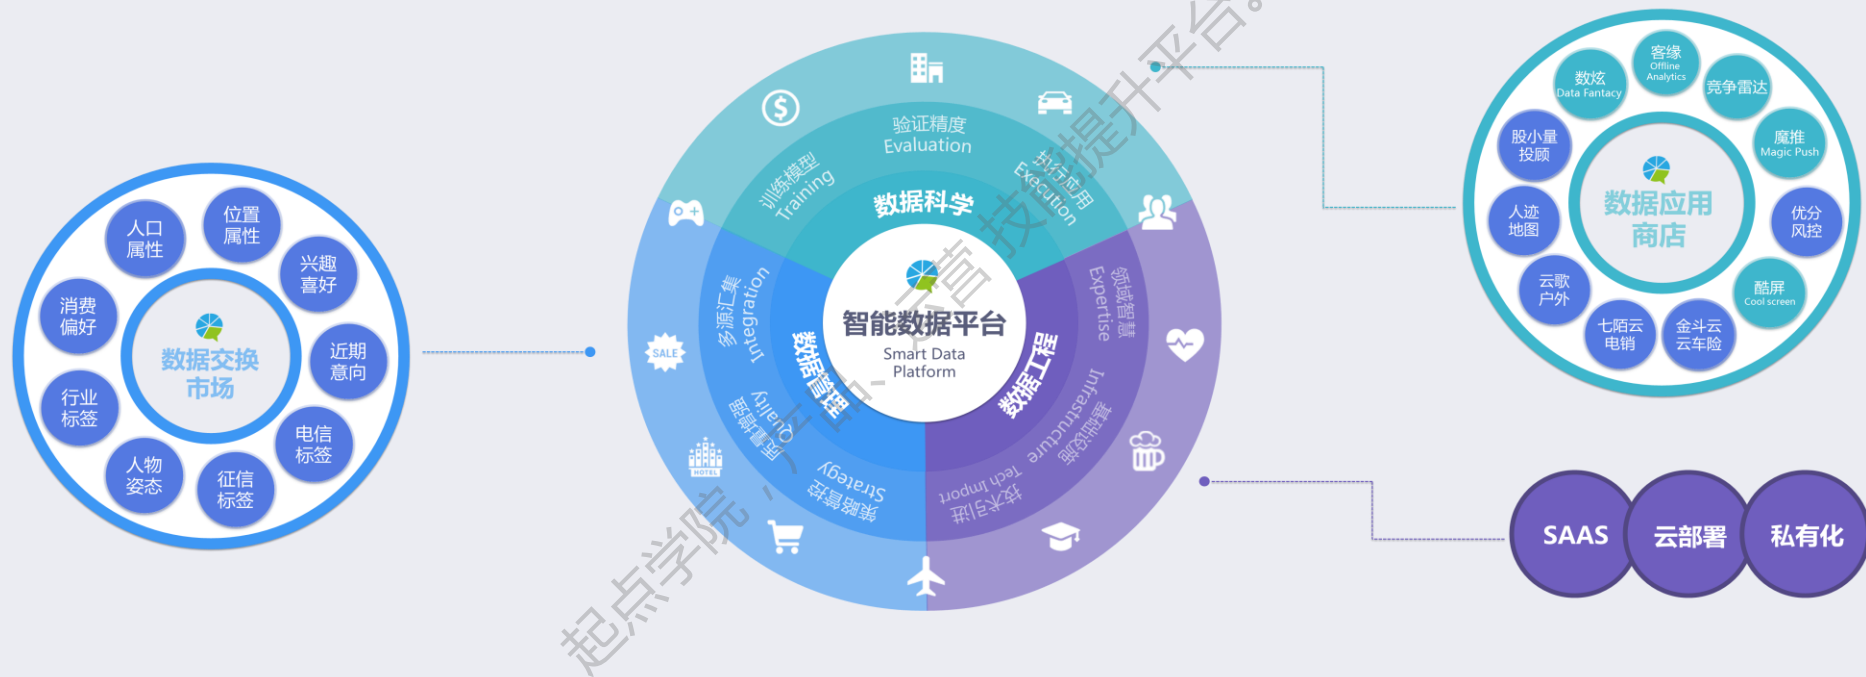 人口
属性
位置
属性
兴趣
喜好
近期
意向
电信
标签
征信
标签
人物
姿态
行业
标签
消费
偏好
数据交换
市场
智能数据平台
Smart Data
Platform
数据科学
训练模型
Training
验证精度
Evaluation
执行应用
Execution
数据工程
领域智慧
Expertise
基础设施
Infrastructure
技术引进
Tech Import
数据管理
多源汇集
Integration
质量增强
Quality
策略管控
Strategy
SALE
HOTEL
数据应用
商店
客缘
Offline
Analytics
竞争雷达
魔推
Magic Push
优分
风控
酷屏
Cool screen
金斗云
云车险
七陌云
电销
云歌
户外
人迹
地图
股小量
投顾
数炫
Data Fantacy
SAAS
云部署
私有化
起点学院，产品、运营 技能提升平台。